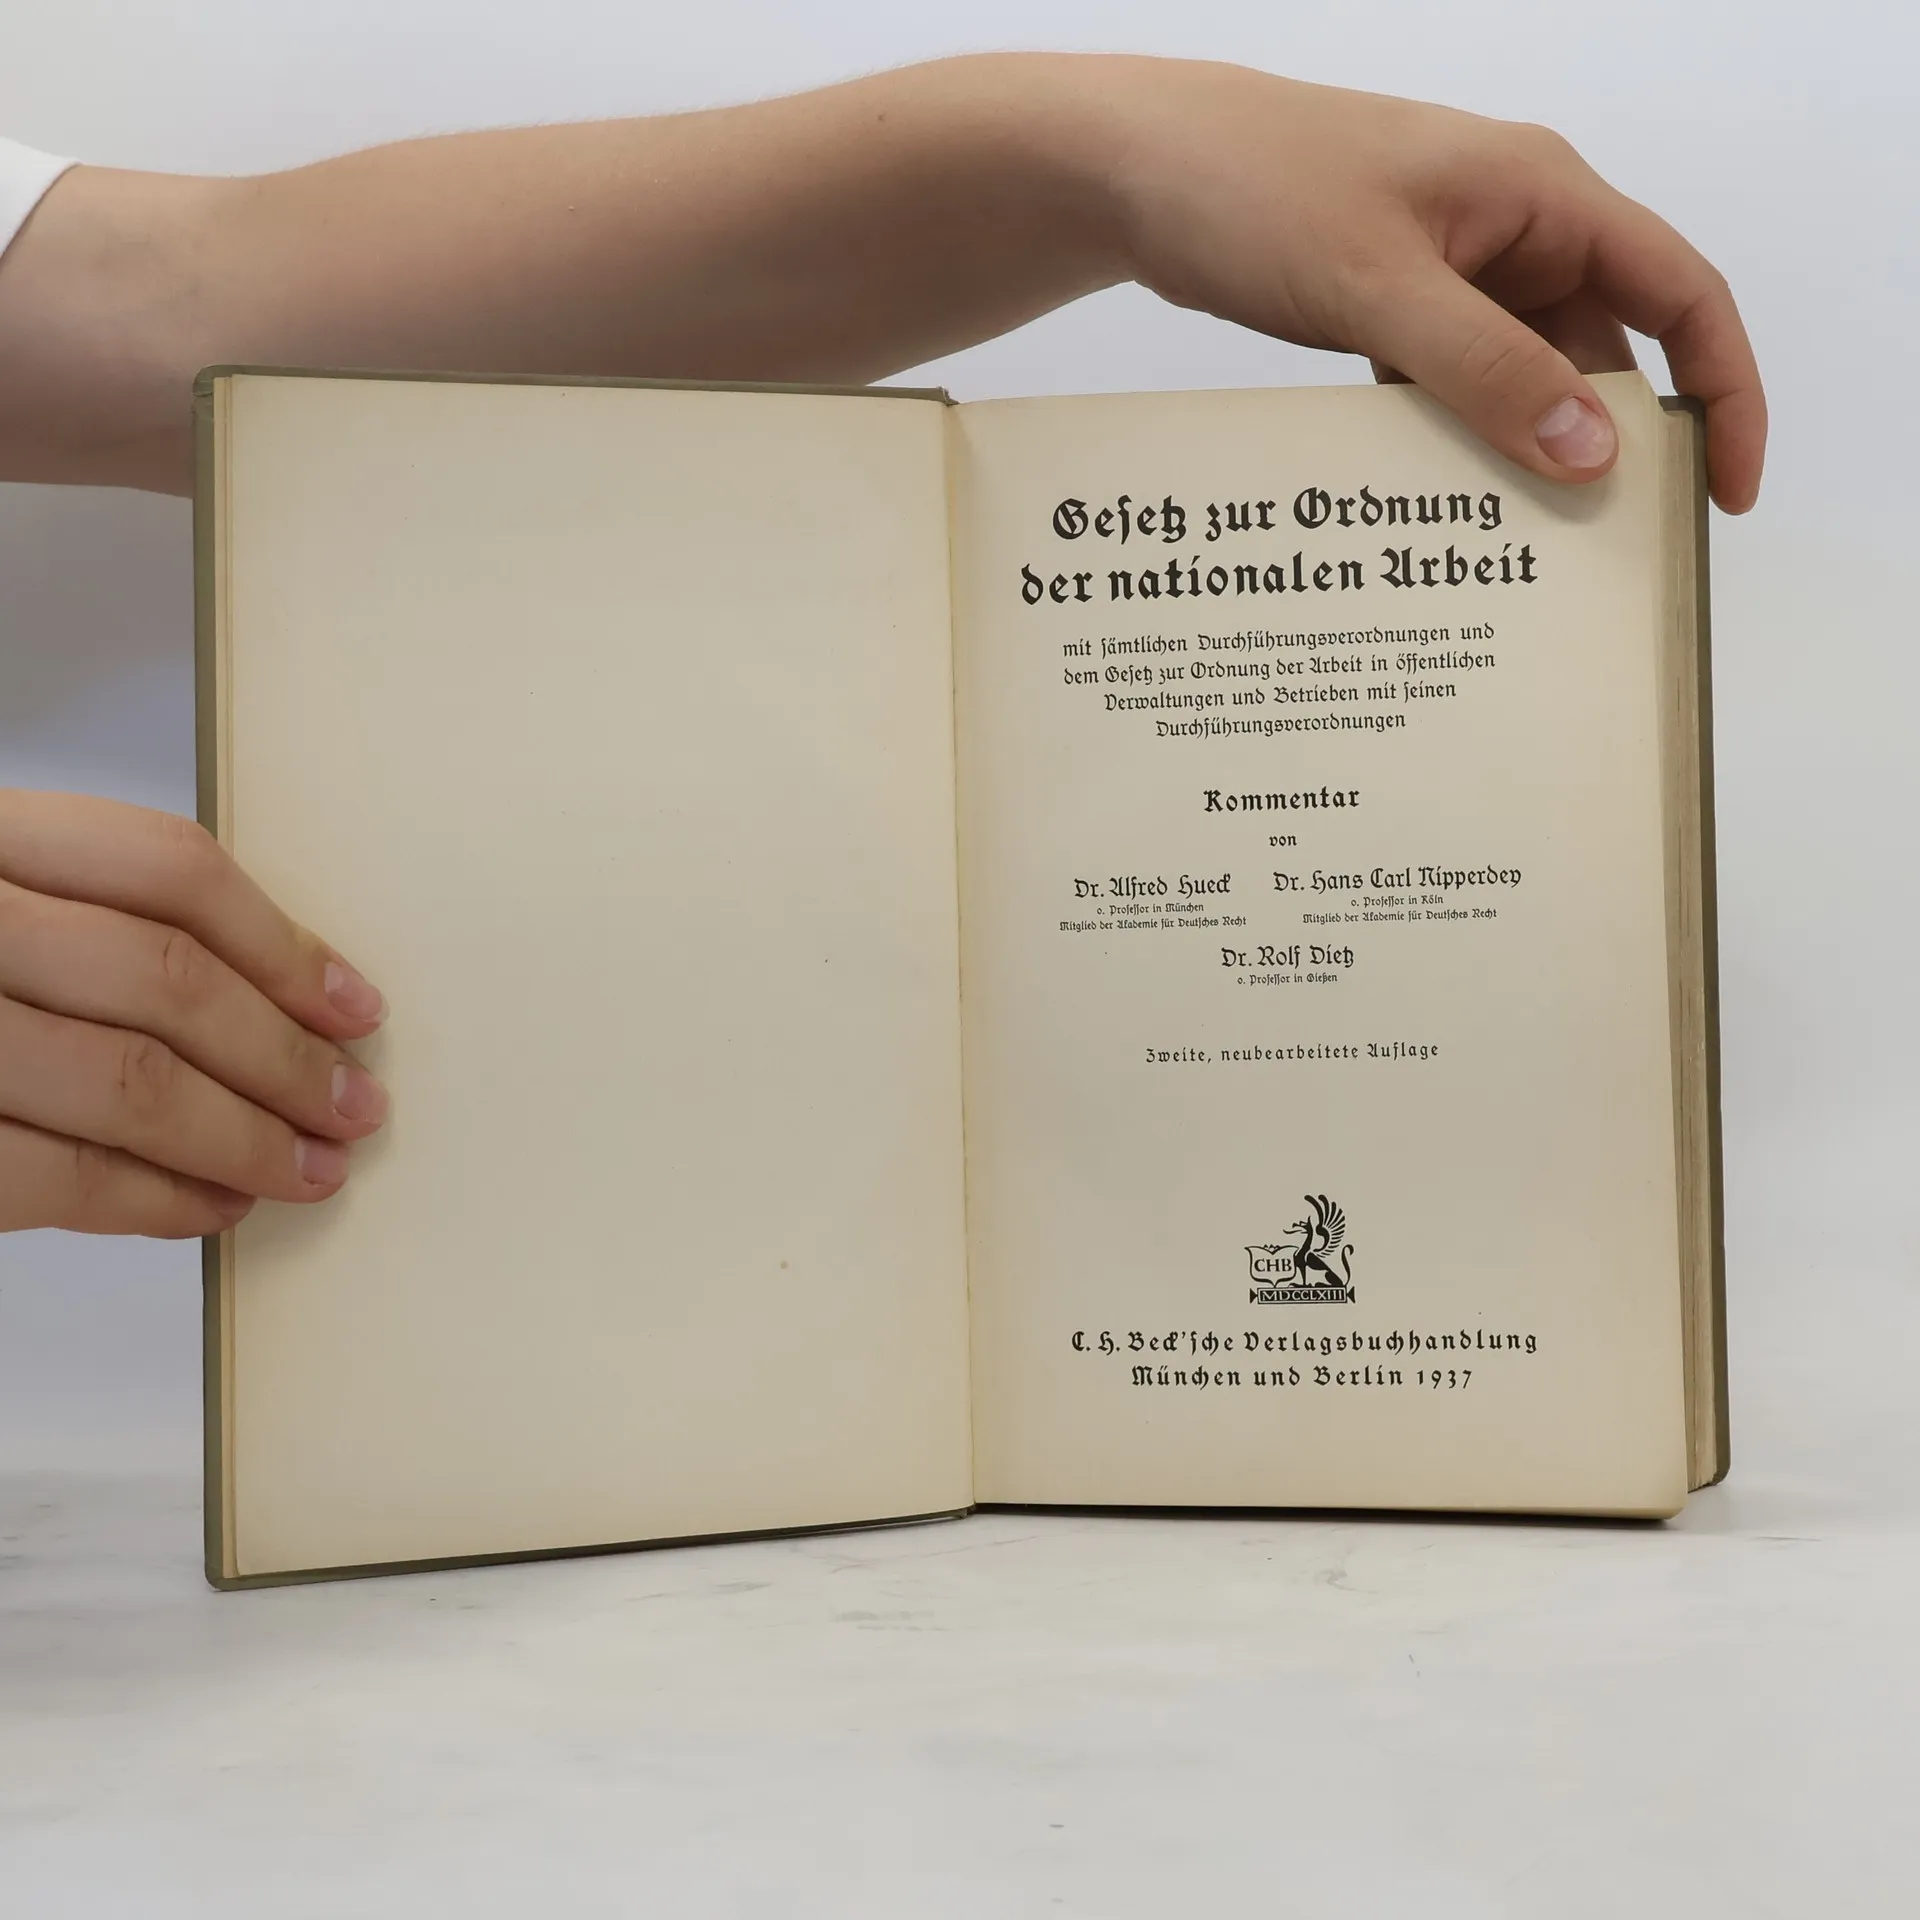 Geſetz zur Ordnung
der nationalen Arbeit
mit ſämtlichen Durchführungsverordnungen und
dem Geſetz zur Ordnung der Arbeit in öffentlichen
Verwaltungen und Betrieben mit ſeinen
Durchführungsverordnungen
Kommentar
von
Dr. Alfred Hueck
o. Profeſſor in München
Mitglied der Akademie für Deutſches Recht
Dr. Hans Carl Nipperdey
o. Profeſſor in Köln
Mitglied der Akademie für Deutſches Recht
Dr. Rolf Dietz
o. Profeſſor in Gießen
Zweite, neubearbeitete Auflage
CHB
MDCCLXIII
C. H. Beck'ſche Verlagsbuchhandlung
München und Berlin 1937